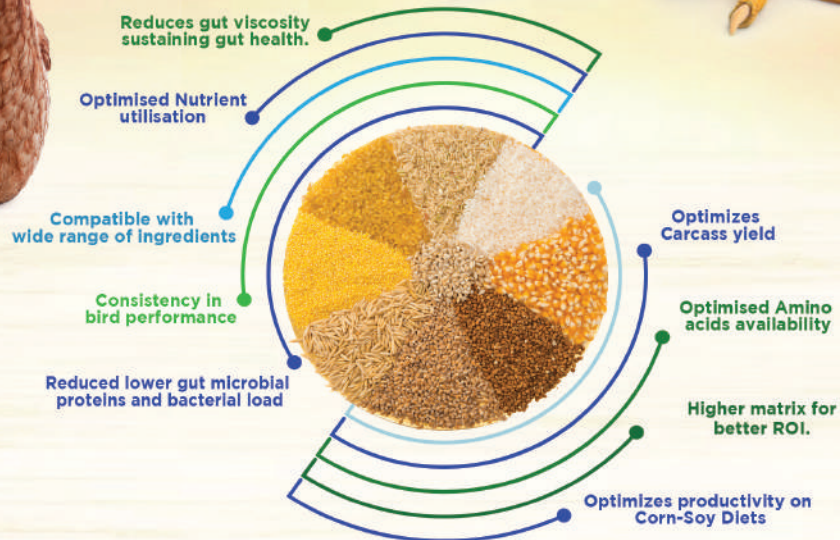 Reduces gut viscosity
sustaining gut health.
Optimised Nutrient
utilisation
Compatible with
wide range of ingredients
Consistency in
bird performance
Reduced lower gut microbial
proteins and bacterial load
Optimizes
Carcass yield
Optimised Amino
acids availability
Higher matrix for
better ROI.
Optimizes productivity on
Corn-Soy Diets